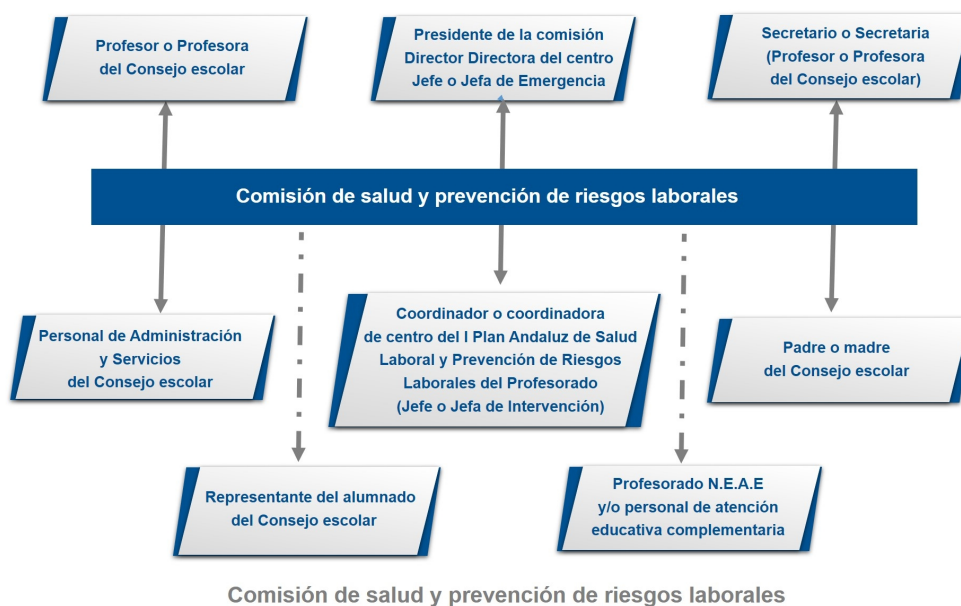 Profesor o Profesora
del Consejo escolar
Presidente de la comisión
Director Directora del centro
Jefe o Jefa de Emergencia
Secretario o Secretaria
(Profesor o Profesora
del Consejo escolar)
Comisión de salud y prevención de riesgos laborales
Personal de Administración
y Servicios
del Consejo escolar
Coordinador o coordinadora
de centro del I Plan Andaluz de Salud
Laboral y Prevención de Riesgos
Laborales del Profesorado
(Jefe o Jefa de Intervención)
Padre o madre
del Consejo escolar
Representante del alumnado
del Consejo escolar
Profesorado N.E.A.E
y/o personal de atención
educativa complementaria
Comisión de salud y prevención de riesgos laborales